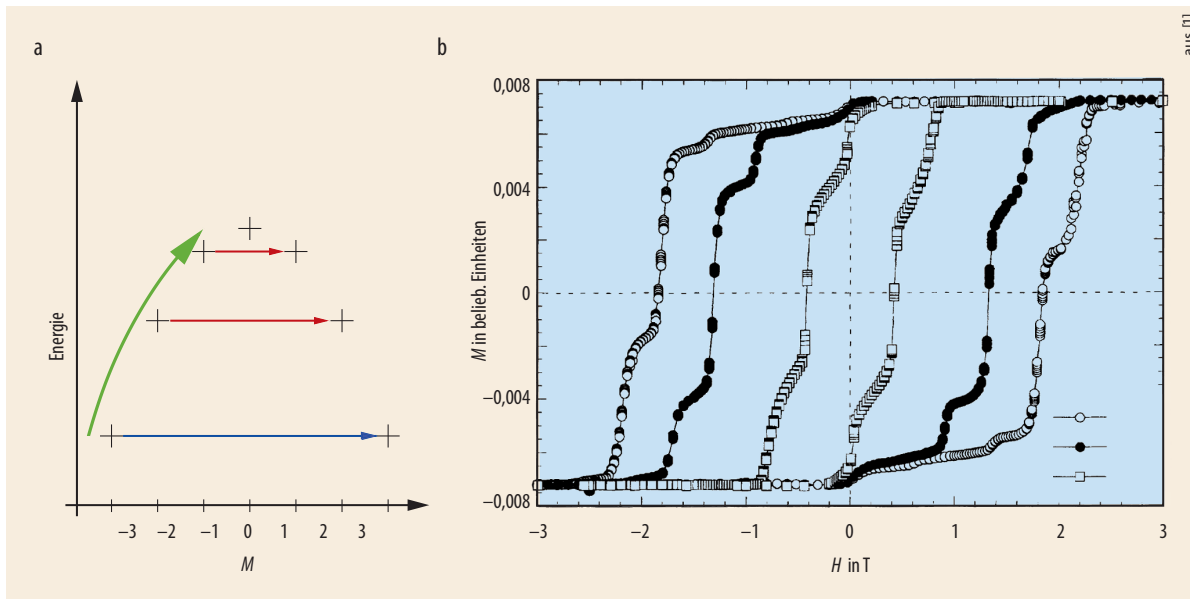 a
Energie
−3 −2 −1 0 1 2 3
M
b
aus [1]
M in belieb. Einheiten
0,008
0,004
0
−0,004
−0,008
−3 −2 −1 0 1 2 3
H in T